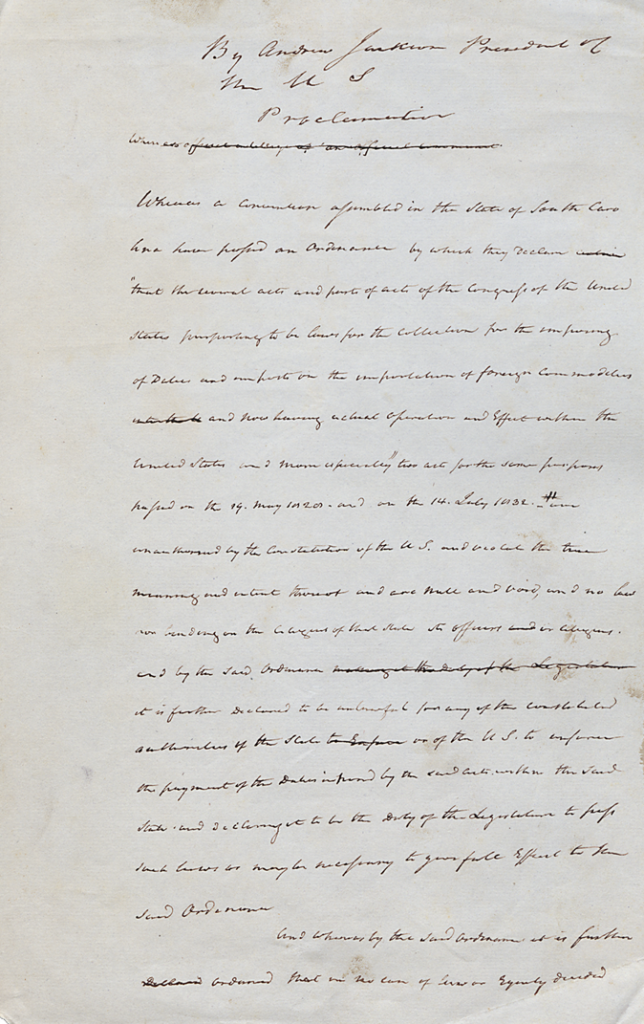 By Andrew Jackson President of
the U S
Proclamation
Whereas
Whereas a Convention assembled in the State of South Caro
lina have passed an Ordinance by which they declare
"that the several acts and parts of acts of the Congress of the United
States purporting to be laws for the Collection for the imposing
of Duties and imposts on the importation of foreign Commodities
and now having actual Operation and Effect within the
United States and more especially" two acts for the same purposes
passed on the 19. May 1828. and on the 14. July 1832. "are
unauthorised by the Constitution of the U.S. and violate the true
meaning and intent thereof and are Null and Void, and no law
nor binding on the Citizens of that State its officers and or Citizens.
and by the said Ordinance making it the duty of the Legislature
it is further Declared to be unlawful for any of the constituted
authorities of the State to Enforce or of the U.S. to enforce
the payment of the Duties imposed by the said acts within the said
State. and declaring it to be the Duty of the Legislature to pass
such laws as may be necessary to give full Effect to the
said Ordinance
And whereas by the said Ordinance it is further
Declared ordained that in no case of law or Equity decided